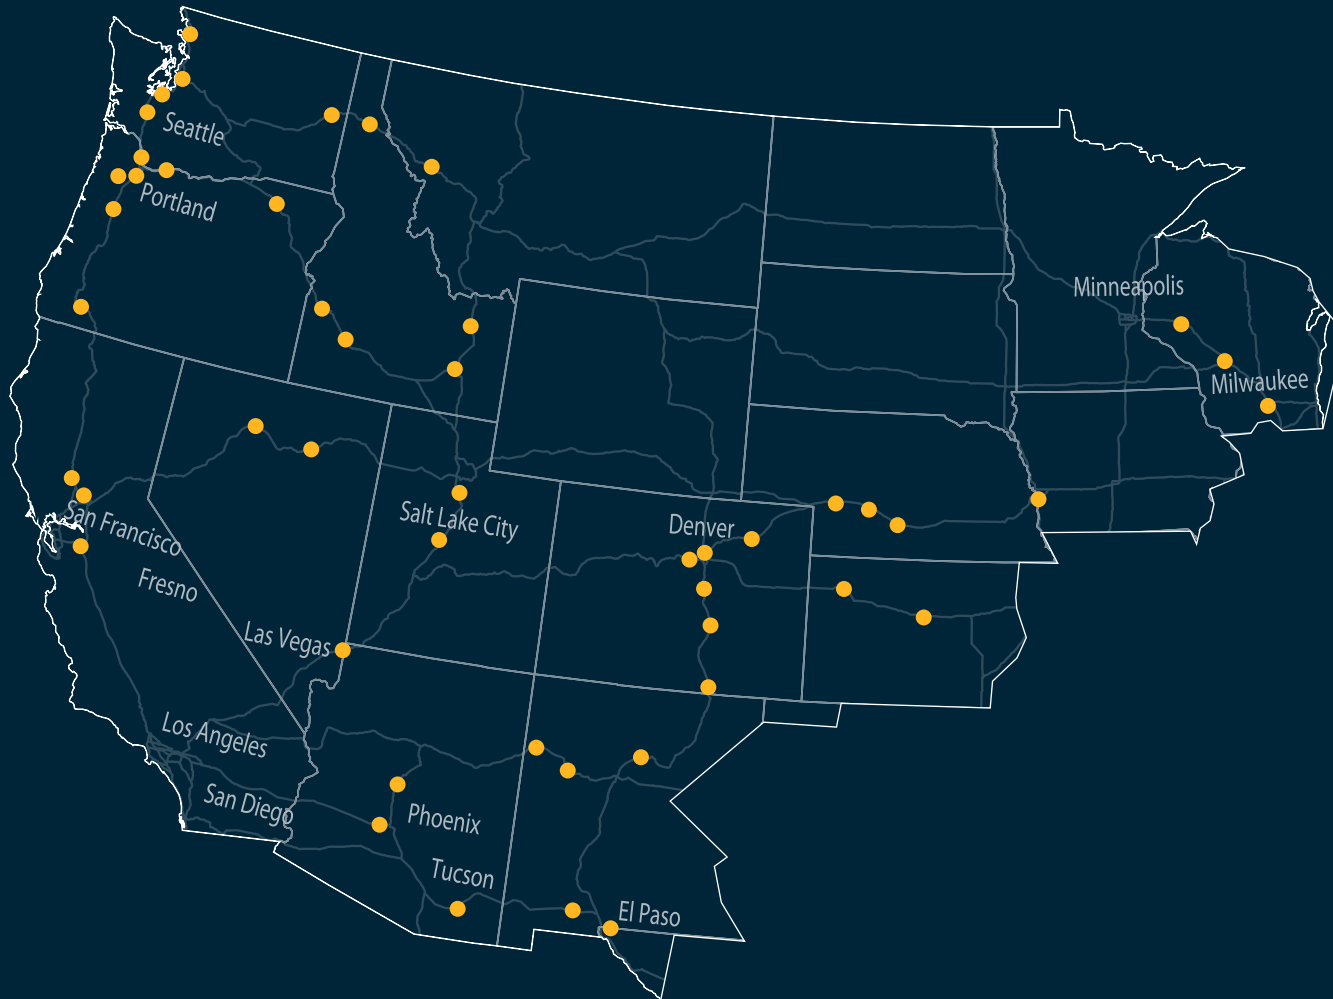 Seattle
Portland
Minneapolis
Milwaukee
San Francisco
Salt Lake City
Denver
Fresno
Las Vegas
Los Angeles
San Diego
Phoenix
Tucson
El Paso